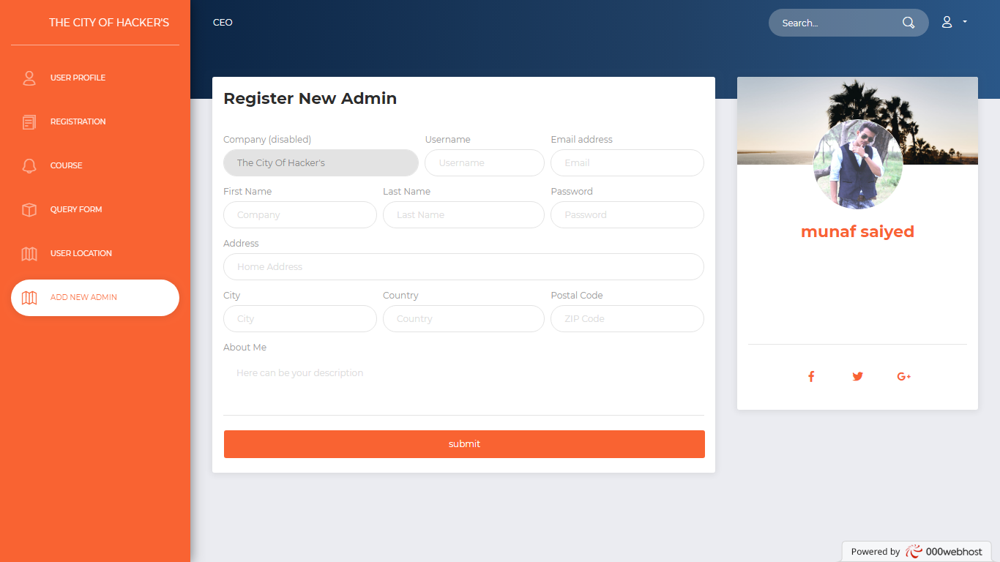 THE CITY OF HACKER'S
USER PROFILE
REGISTRATION
COURSE
QUERY FORM
USER LOCATION
ADD NEW ADMIN
CEO
Search...
Register New Admin
Company (disabled) Username Email address
The City Of Hacker's Username Email
First Name Last Name Password
Company Last Name Password
Address
Home Address
City Country Postal Code
City Country ZIP Code
About Me
Here can be your description
submit
munaf saiyed
G+
Powered by 000webhost